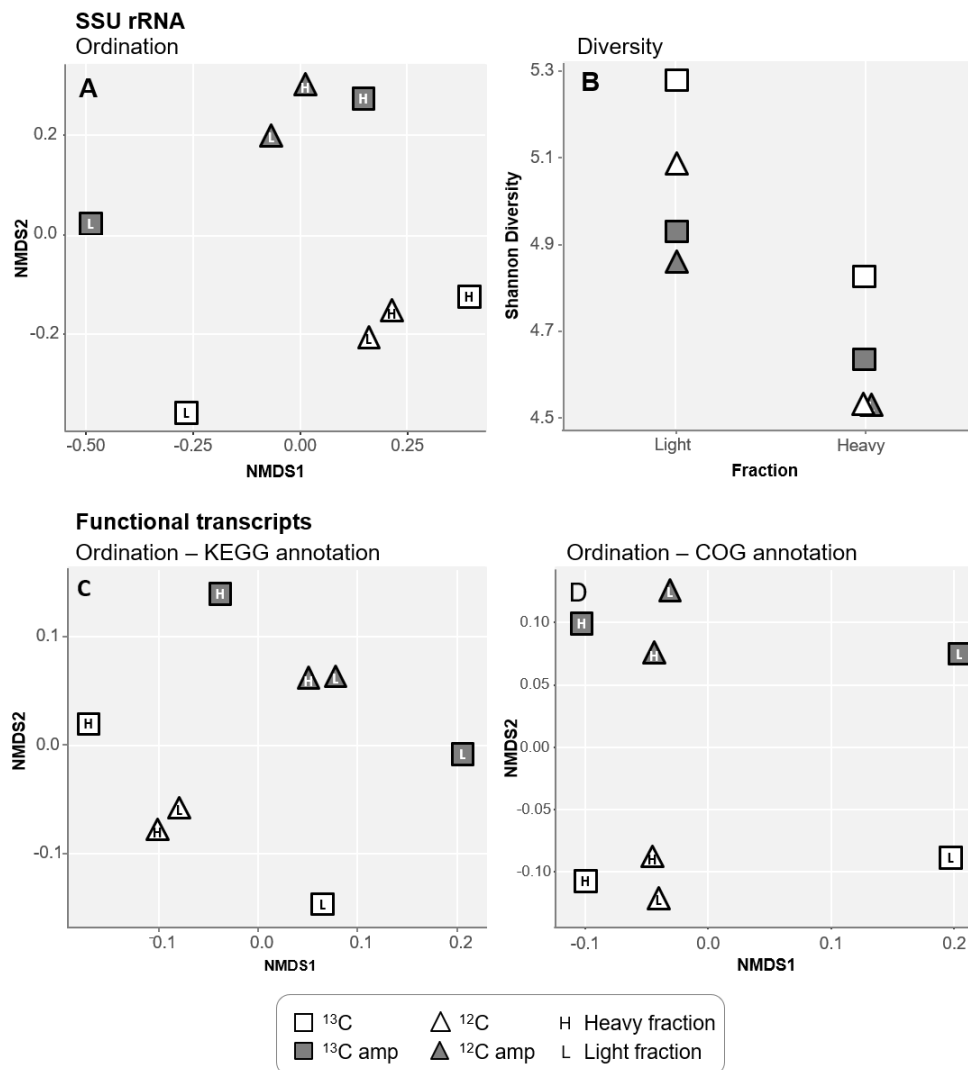 SSU rRNA
Ordination
A
H
H
L
L
H
H
L
L
0.2
0.0
-0.2
-0.50
-0.25
0.00
0.25
NMDS2
NMDS1
Diversity
B
5.3
5.1
4.9
4.7
4.5
Shannon Diversity
Light
Heavy
Fraction
Functional transcripts
Ordination – KEGG annotation
C
H
H
L
H
L
L
H
L
0.1
0.0
-0.1
-0.1
0.0
0.1
0.2
NMDS2
NMDS1
Ordination – COG annotation
D
L
H
H
L
H
L
H
L
0.10
0.05
0.00
-0.05
-0.10
-0.1
0.0
0.1
0.2
NMDS2
NMDS1
¹³C ¹²C H Heavy fraction
¹³C amp ¹²C amp L Light fraction